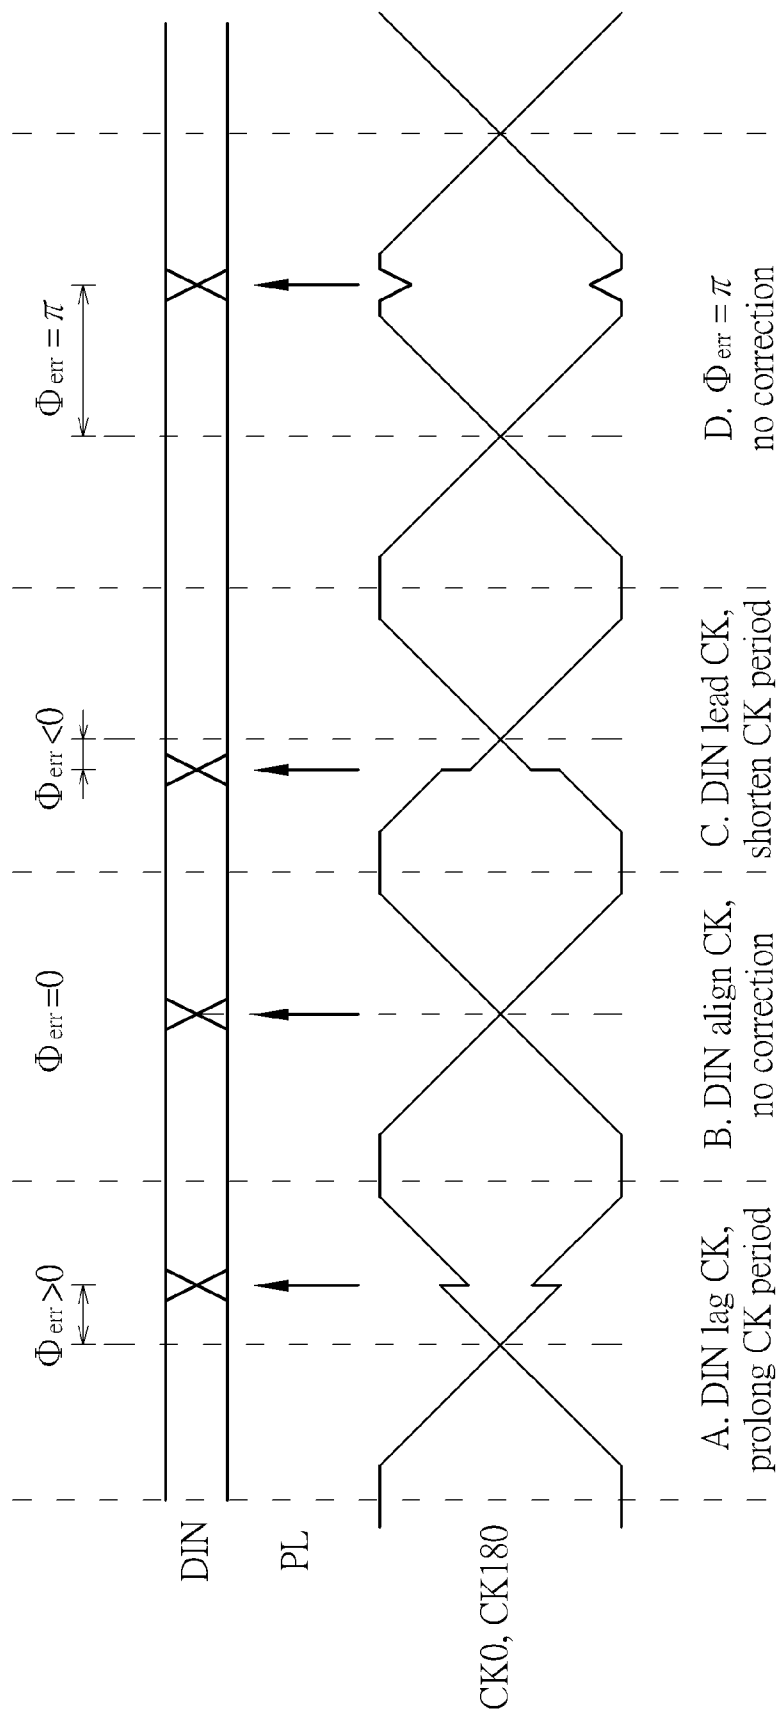 Φerr>0
Φerr=0
Φerr<0
Φerr=π
DIN
PL
CK0, CK180
A. DIN lag CK,
prolong CK period
B. DIN align CK,
no correction
C. DIN lead CK,
shorten CK period
D. Φerr=π
no correction